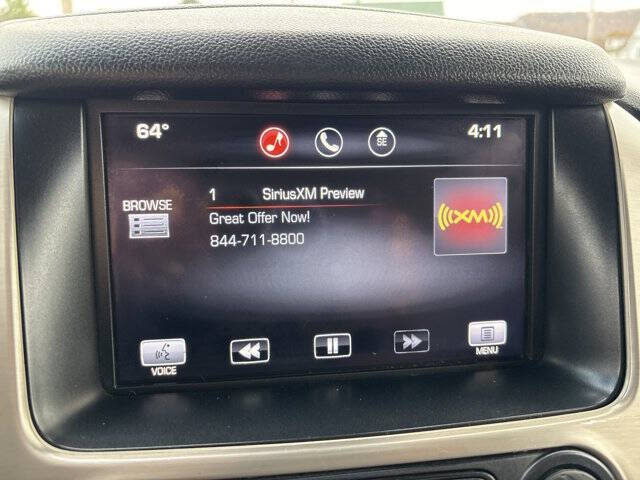 64° 4:11
SE
1 SiriusXM Preview
BROWSE
Great Offer Now!
844-711-8800
((XM))
VOICE
MENU